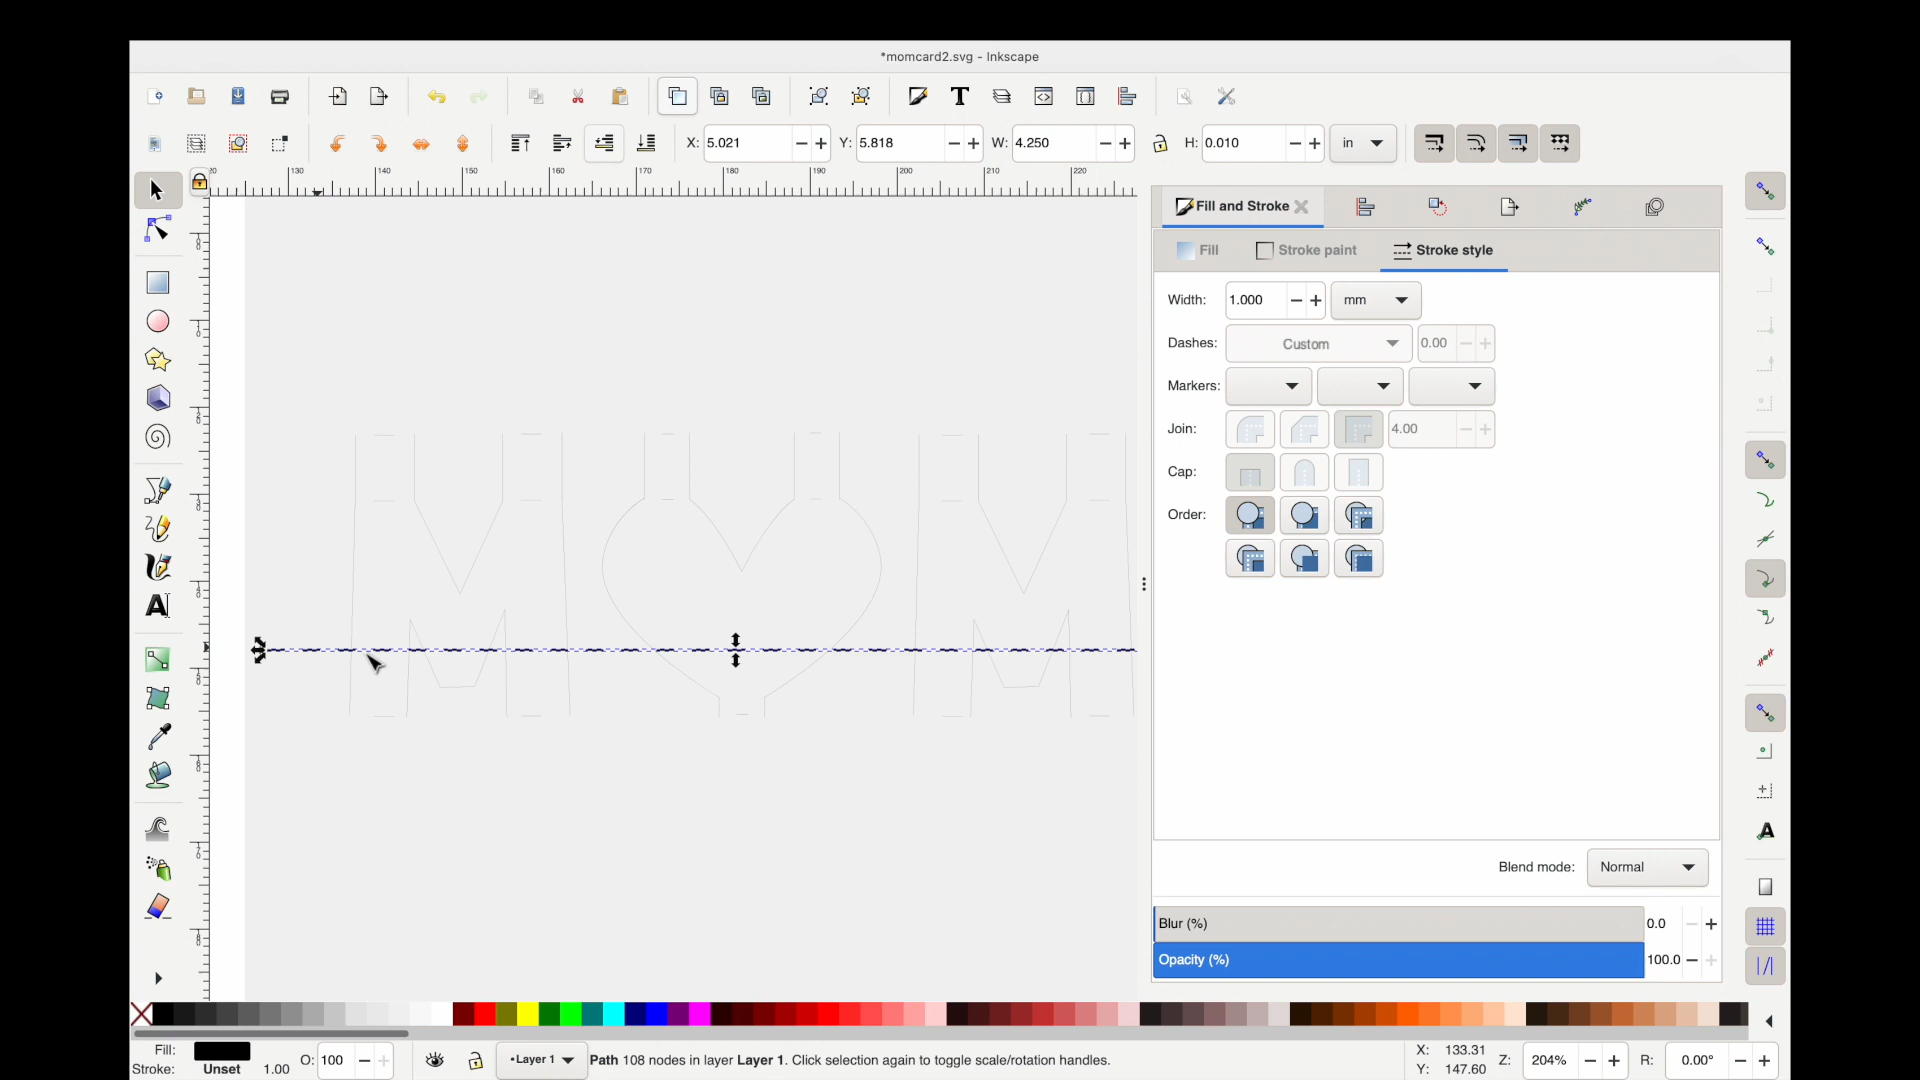 *momcard2.svg - Inkscape
X: 5.021 Y: 5.818 W: 4.250 H: 0.010 in
20 130 140 150 160 170 180 190 200 210 220
Fill and Stroke
Fill Stroke paint Stroke style
Width: 1.000 mm
Dashes: Custom 0.00
Markers:
Join: 4.00
Cap:
Order:
Blend mode: Normal
Blur (%) 0.0
Opacity (%) 100.0
Fill: O: 100 •Layer 1 Path 108 nodes in layer Layer 1. Click selection again to toggle scale/rotation handles. X: 133.31 Z: 204% R: 0.00°
Stroke: Unset 1.00 Y: 147.60